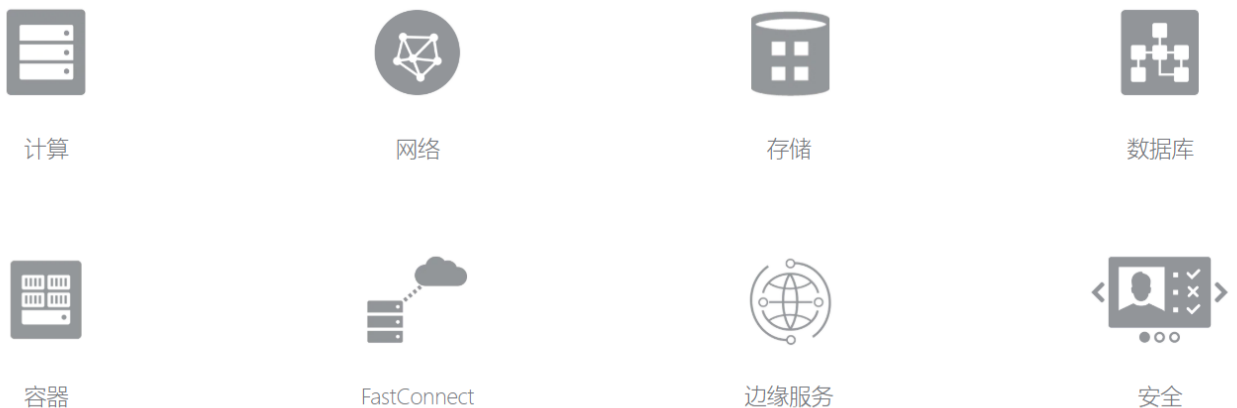 计算
网络
存储
数据库
容器
FastConnect
边缘服务
安全